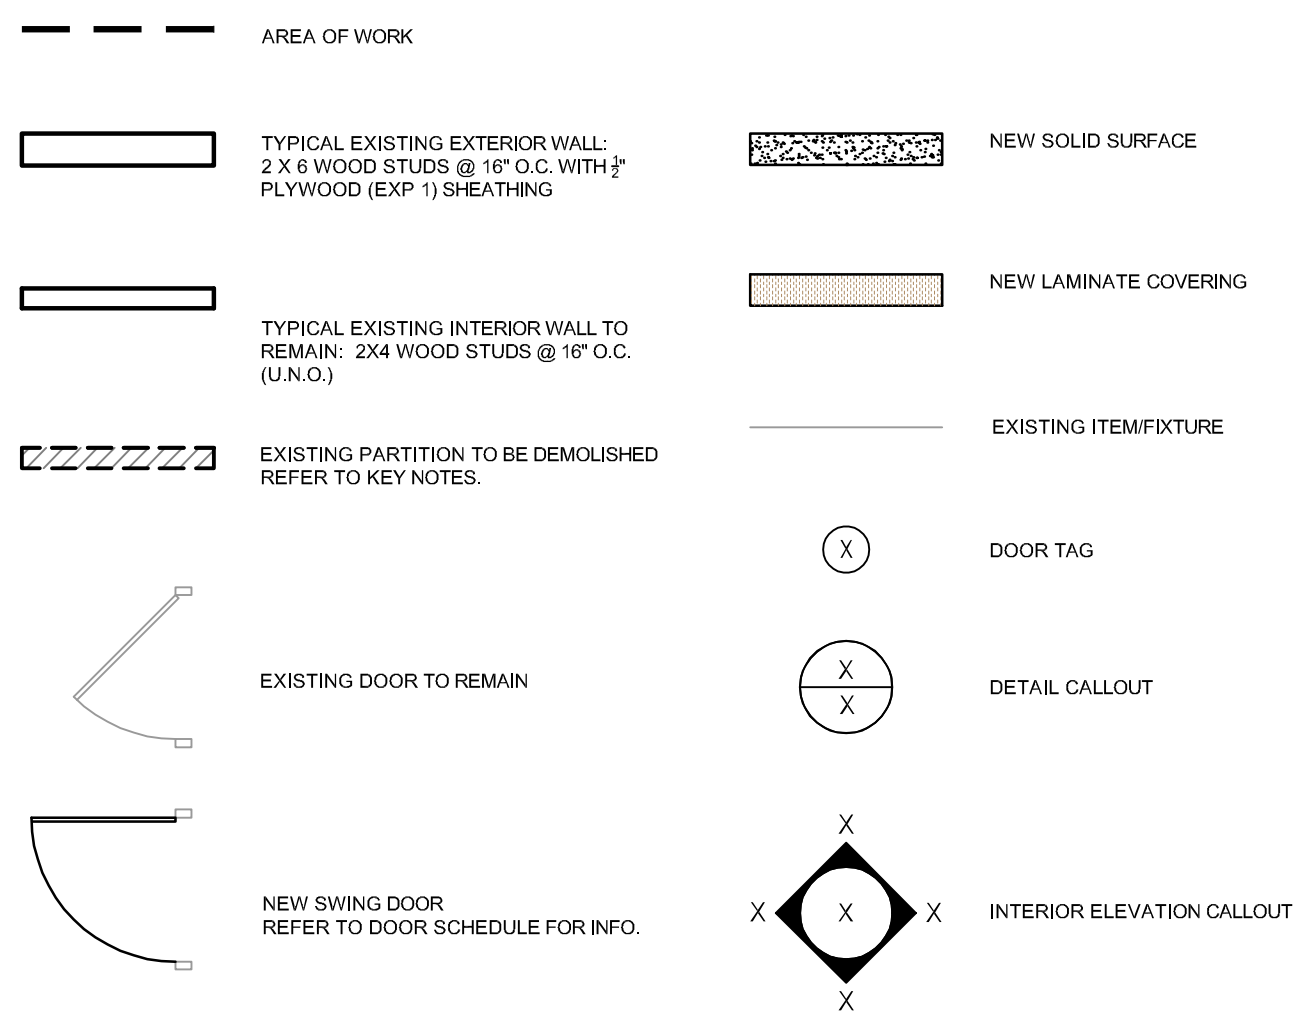 AREA OF WORK
TYPICAL EXISTING EXTERIOR WALL:
2 X 6 WOOD STUDS @ 16" O.C. WITH ½"
PLYWOOD (EXP 1) SHEATHING
TYPICAL EXISTING INTERIOR WALL TO
REMAIN: 2X4 WOOD STUDS @ 16" O.C.
(U.N.O.)
EXISTING PARTITION TO BE DEMOLISHED
REFER TO KEY NOTES.
EXISTING DOOR TO REMAIN
NEW SWING DOOR
REFER TO DOOR SCHEDULE FOR INFO.
NEW SOLID SURFACE
NEW LAMINATE COVERING
EXISTING ITEM/FIXTURE
X
DOOR TAG
X
X
DETAIL CALLOUT
X
X X X
X
INTERIOR ELEVATION CALLOUT